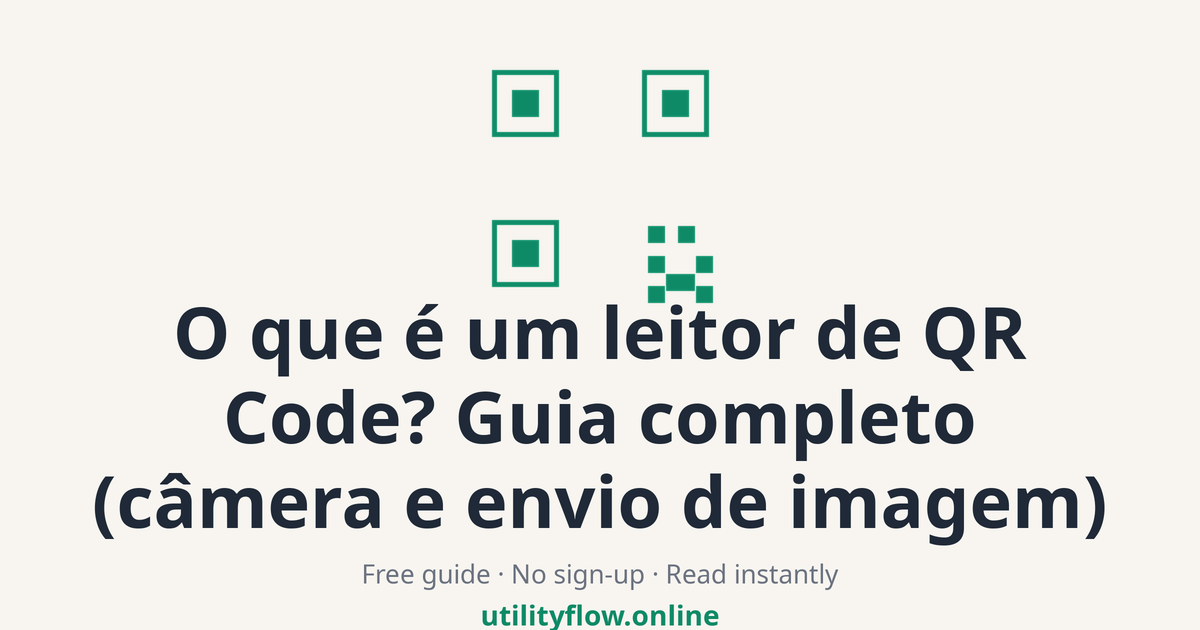 O que é um leitor de QR
Code? Guia completo
(câmera e envio de imagem)
Free guide · No sign-up · Read instantly
utilityflow.online